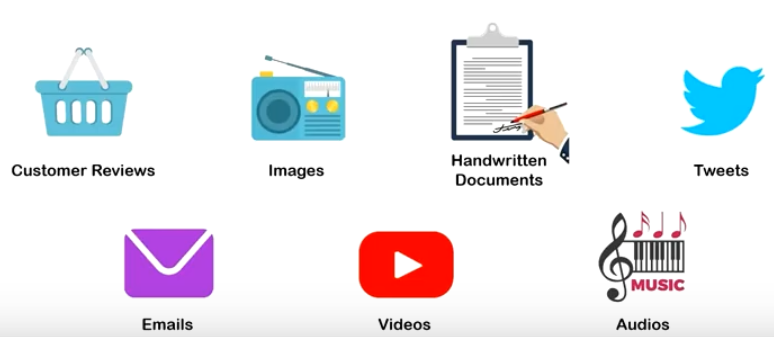 Customer Reviews
Images
Handwritten
Documents
Tweets
MUSIC
Emails
Videos
Audios